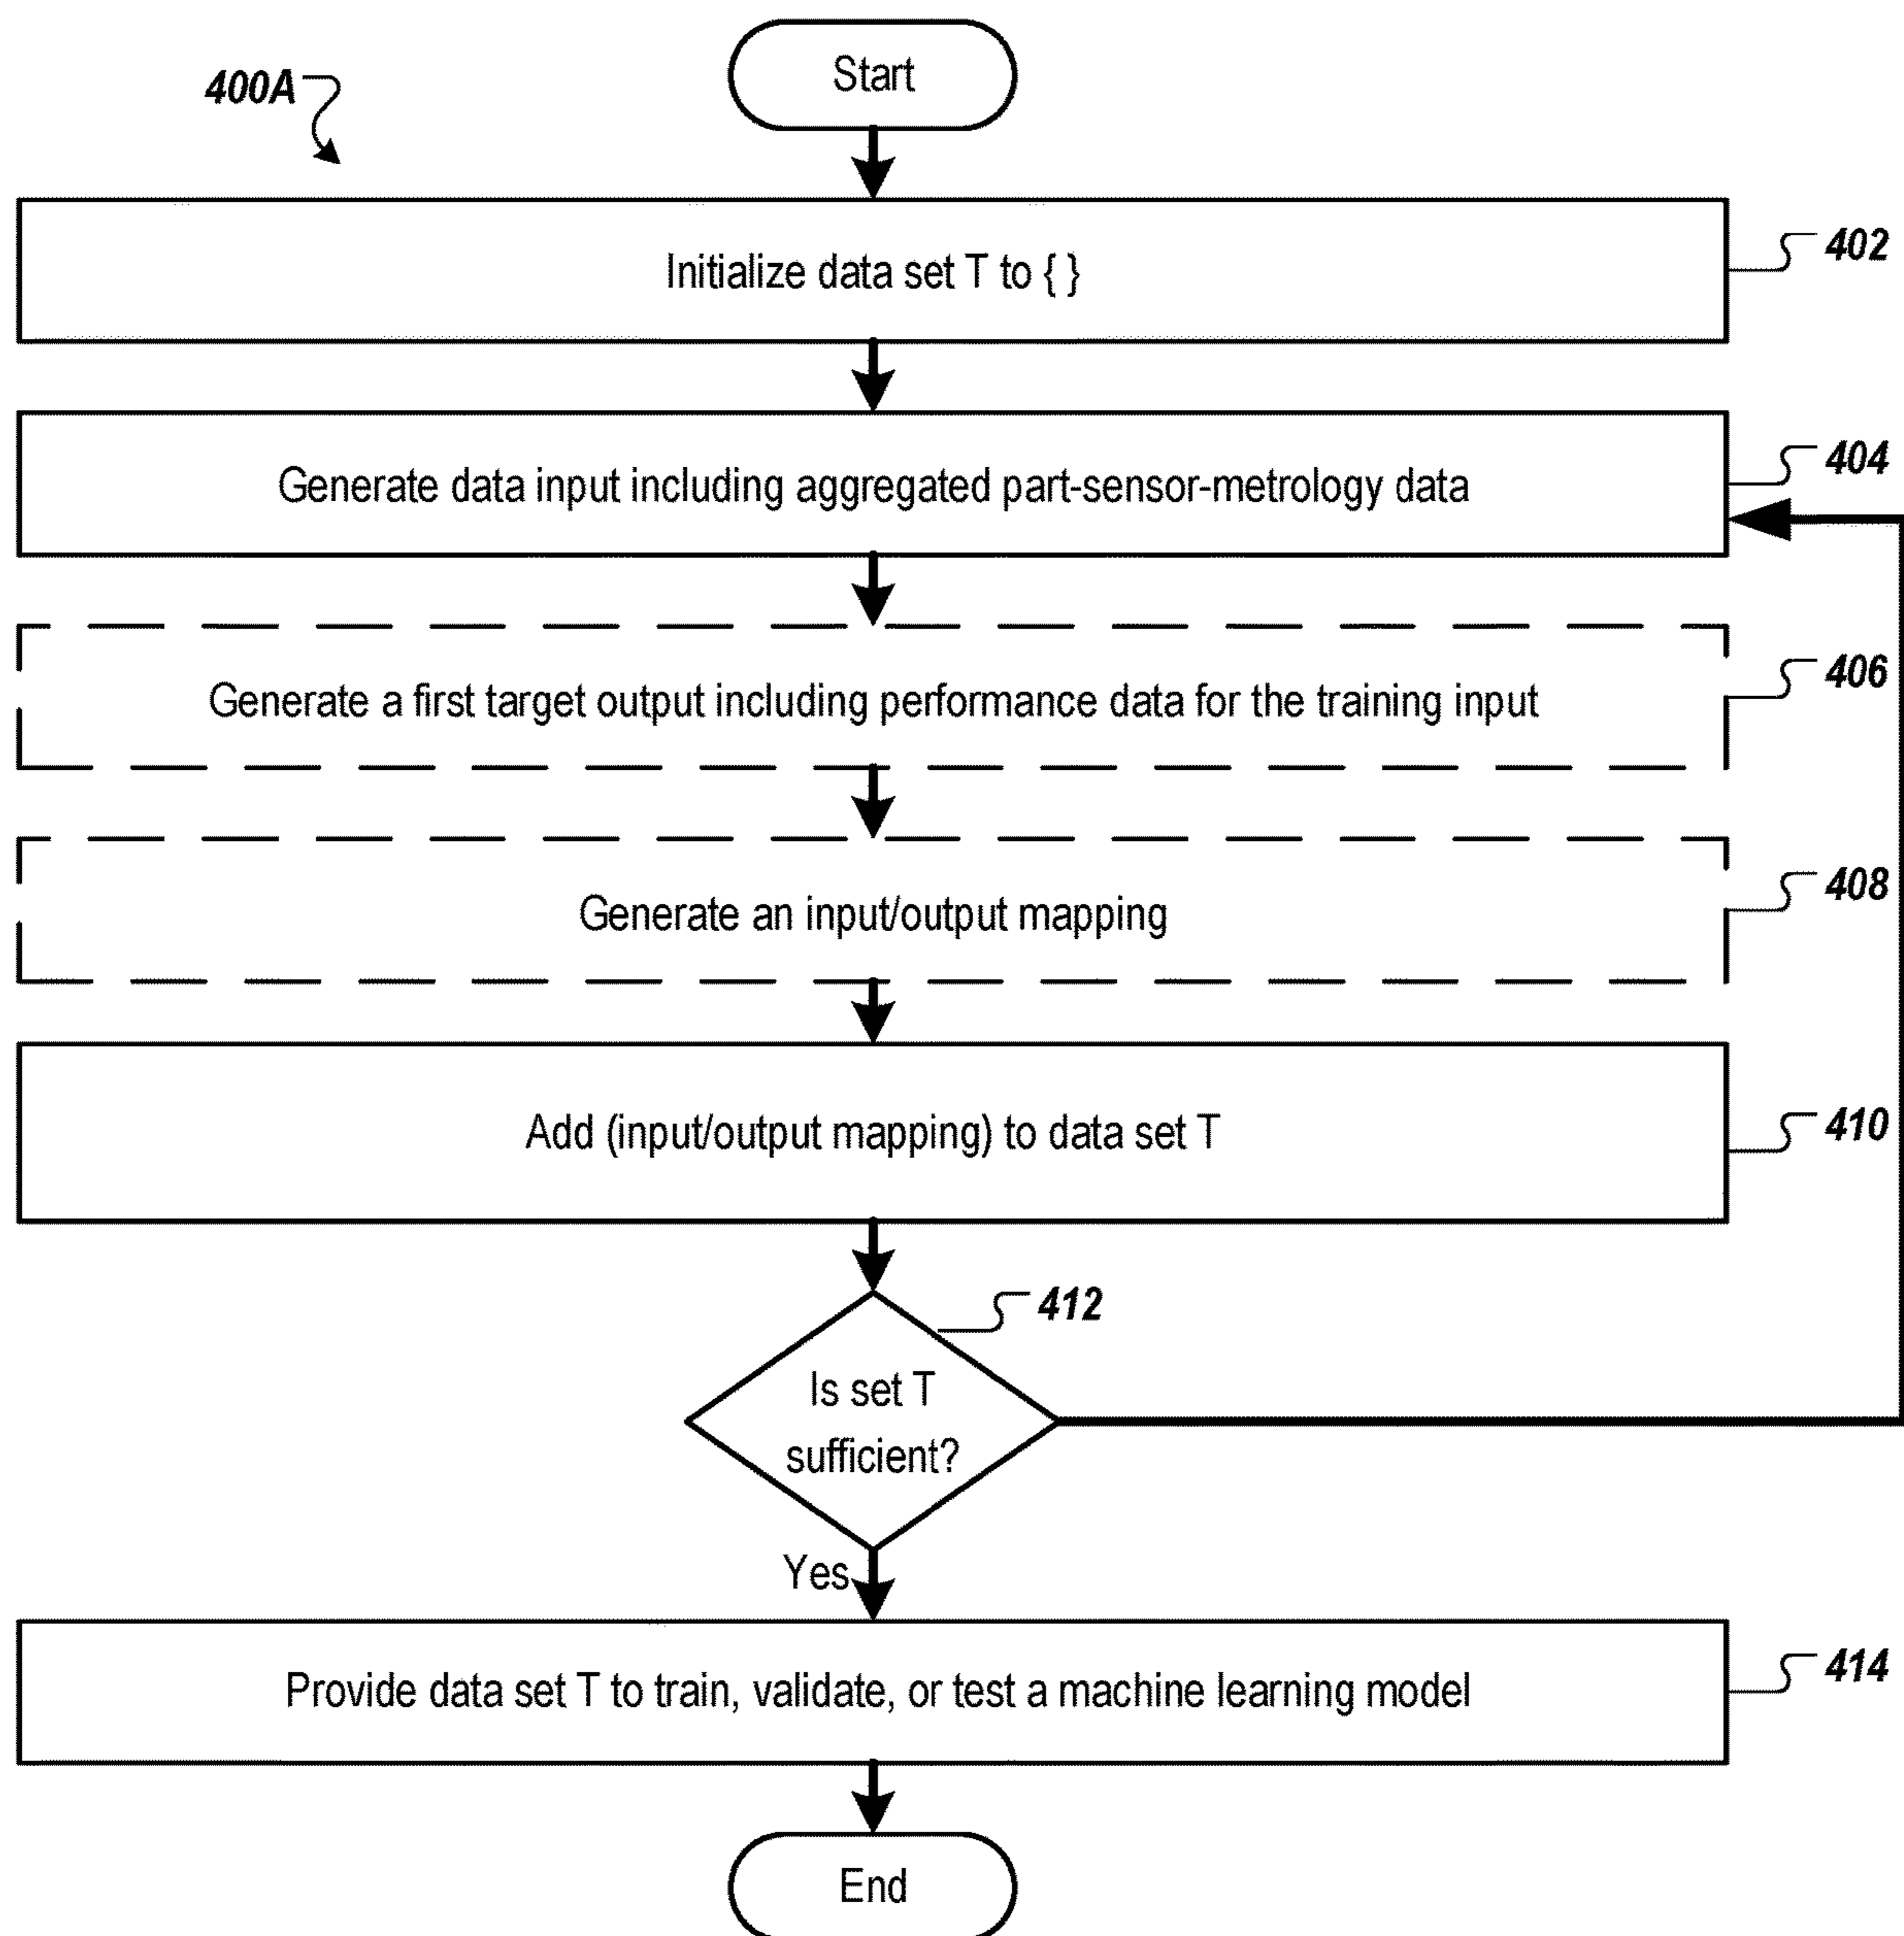 Start
400A
Initialize data set T to { }
402
Generate data input including aggregated part-sensor-metrology data
404
Generate a first target output including performance data for the training input
406
Generate an input/output mapping
408
Add (input/output mapping) to data set T
410
412
Is set T
sufficient?
Yes
Provide data set T to train, validate, or test a machine learning model
414
End